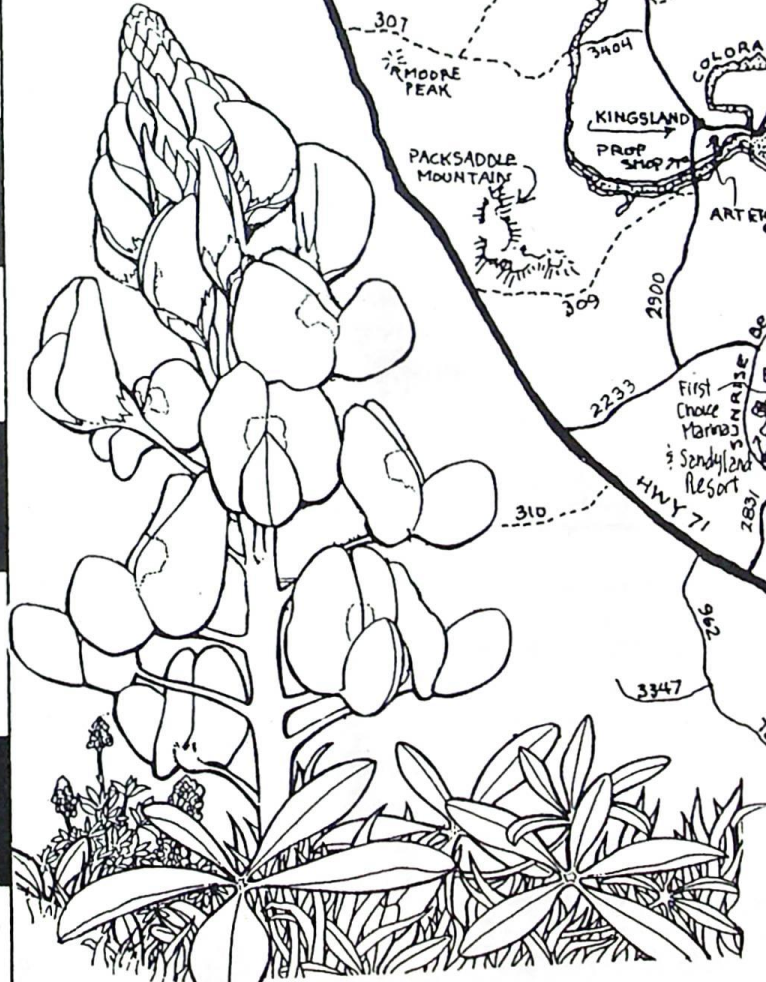 307
MOORE
PEAK
3404
COLORA
KINGSLAND
PROP
SHOP
PACKSADDLE
MOUNTAIN
309
2900
2233
SUNRISE
First
Choice
Marina
& Sandyland
Resort
HWY 71
2831
310
962
3347